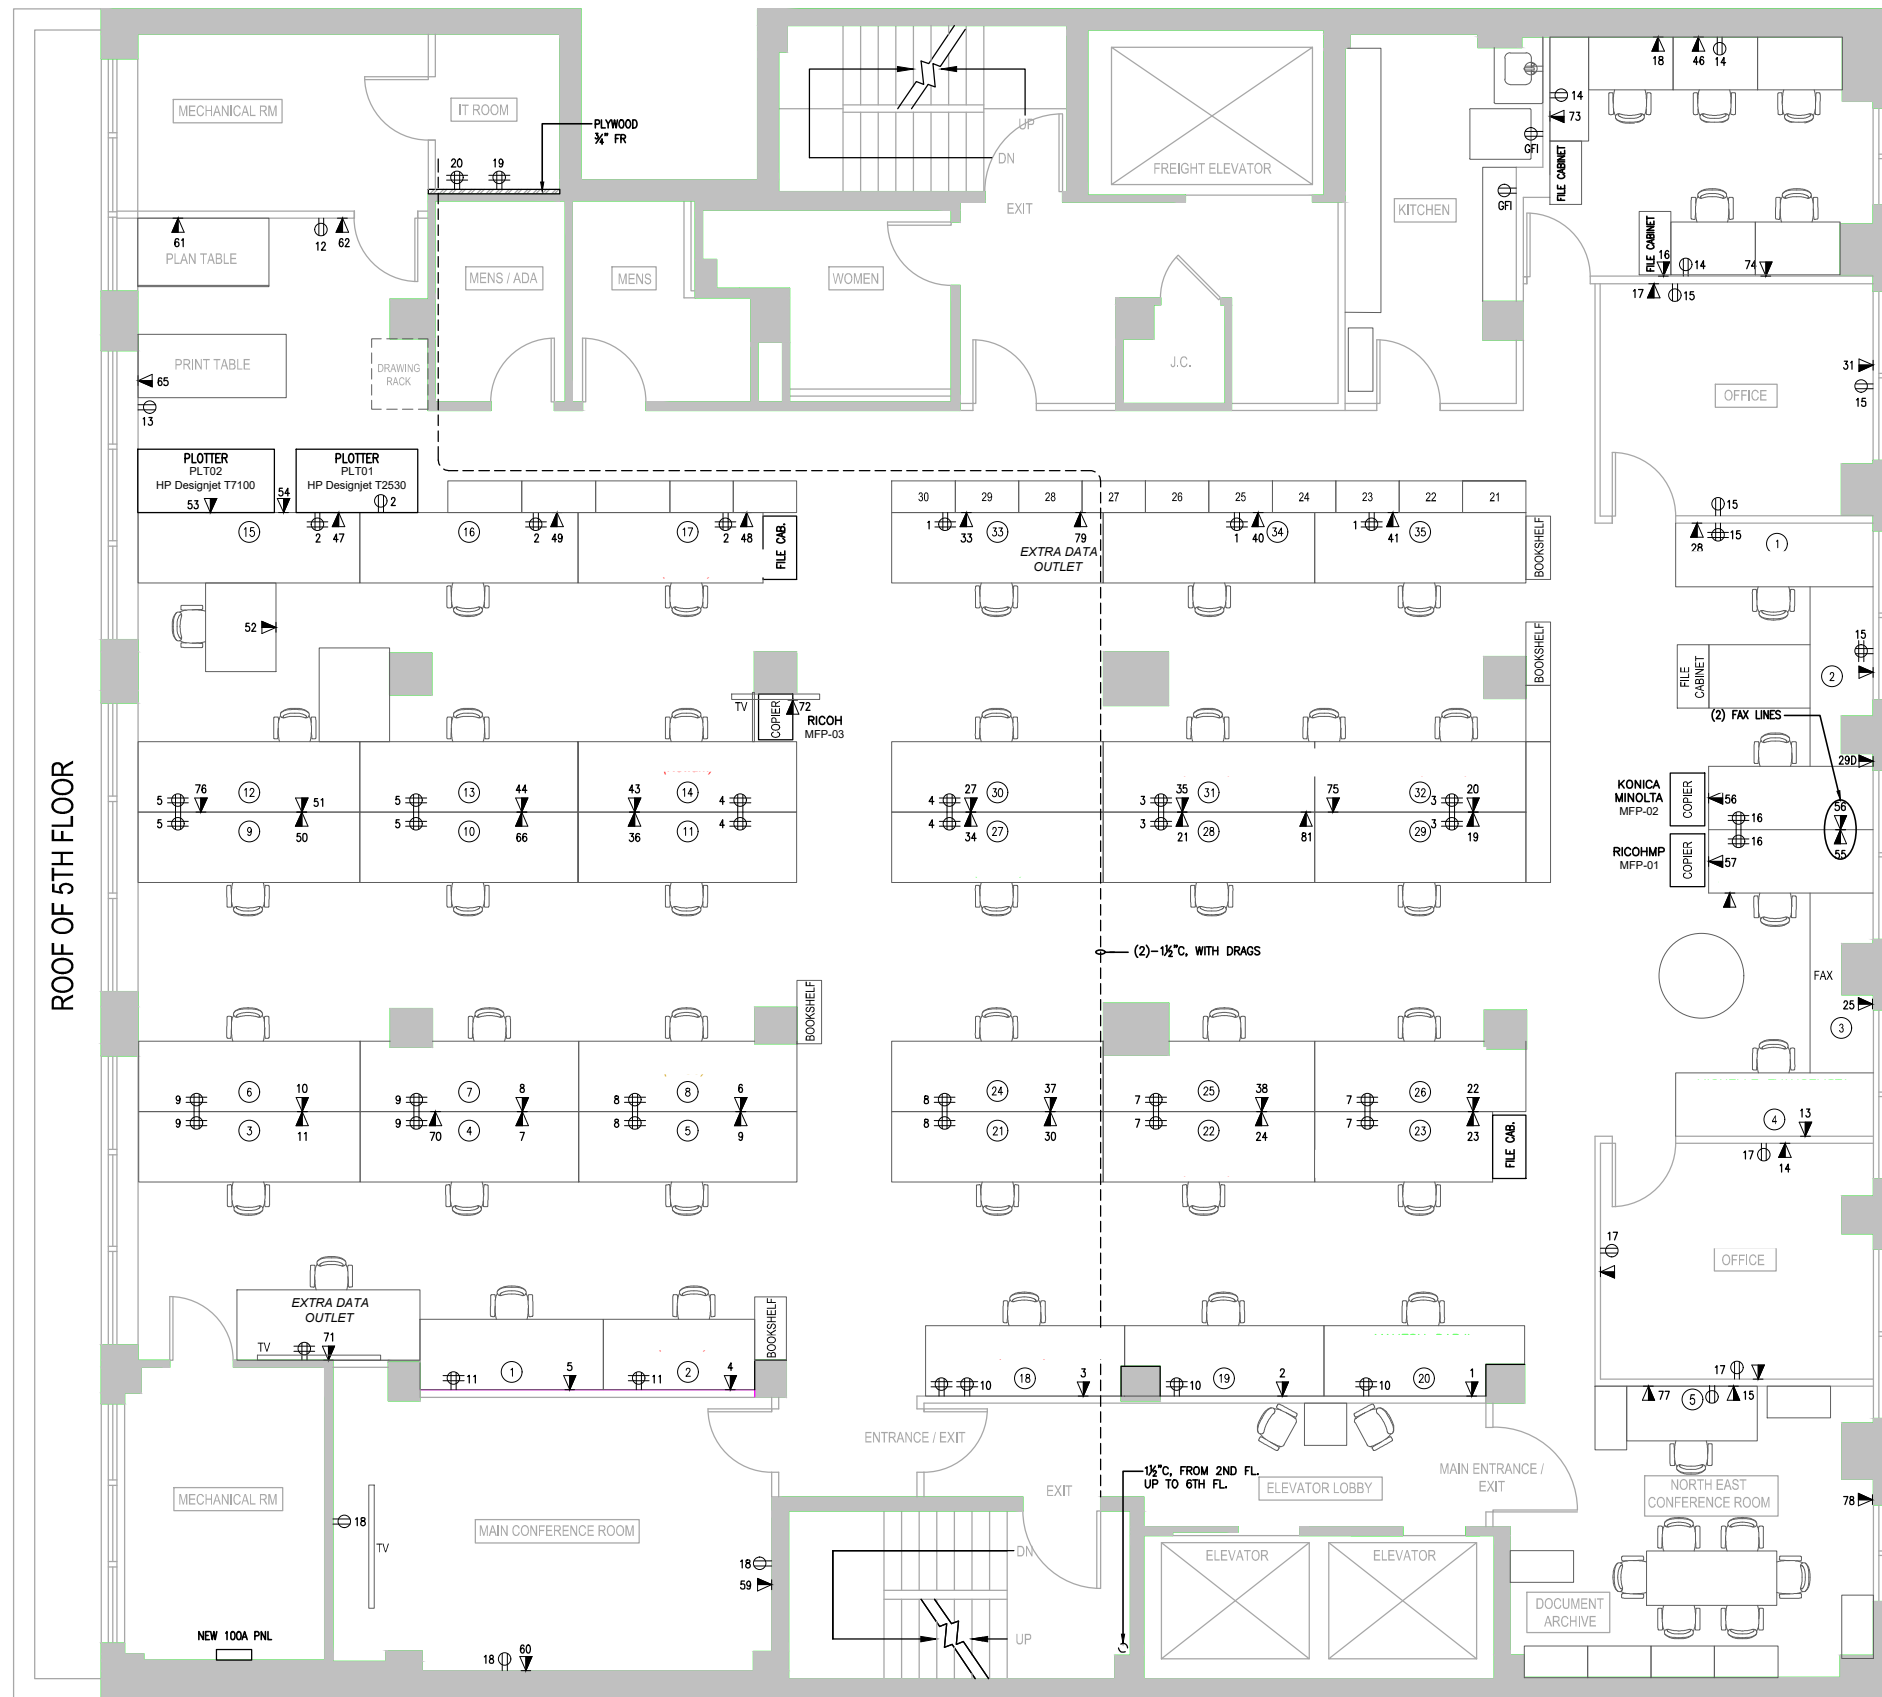 18 46 14
MECHANICAL RM
IT ROOM
PLYWOOD
¾" FR
14
73
UP
DN
GFI
FREIGHT ELEVATOR
20 19
FILE CABINET
GFI
EXIT
KITCHEN
61
12 62
PLAN TABLE
FILE CABINET
16
14
74
MENS / ADA
MENS
WOMEN
17
15
PRINT TABLE
65
DRAWING
RACK
J.C.
31
15
OFFICE
13
PLOTTER
PLT02
HP Designjet T7100
53
54
PLOTTER
PLT01
HP Designjet T2530
2
30 29 28 27 26 25 24 23 22 21
15
15
2 47
16
2 49
17
2 48
FILE CAB.
1
33
33
79
EXTRA DATA
OUTLET
1 40
34
1
41
35
BOOKSHELF
28
15
1
52
15
BOOKSHELF
FILE
CABINET
2
TV
COPIER
72
RICOH
MFP-03
(2) FAX LINES
29D
ROOF OF 5TH FLOOR
5 76
12
51
5
13
44
43
14
4
4 27
30
3 35
31
75
32
3 20
5
9
50
5
10
66
36
11
4
4 34
27
3 21
28
81
29
3 19
KONICA
MINOLTA
MFP-02
COPIER
56
16
56
RICOHMP
MFP-01
COPIER
57
16
55
(2)-1½"C, WITH DRAGS
FAX
25
3
BOOKSHELF
9
6
10
9
7
8
8
8
6
8
24
37
7
25
38
7
26
22
9
3
11
9
70
4
7
8
5
9
8
21
30
7
22
24
7
23
23
FILE CAB.
4
13
17
14
17
OFFICE
EXTRA DATA
OUTLET
TV
71
BOOKSHELF
11
1
5
11
2
4
18
3
10
10
19
2
10
20
1
17
77
5
15
ENTRANCE / EXIT
1½"C, FROM 2ND FL.
UP TO 6TH FL.
EXIT
ELEVATOR LOBBY
MAIN ENTRANCE /
EXIT
NORTH EAST
CONFERENCE ROOM
78
MECHANICAL RM
18
TV
MAIN CONFERENCE ROOM
18
59
DN
ELEVATOR
ELEVATOR
DOCUMENT
ARCHIVE
NEW 100A PNL
18
60
UP